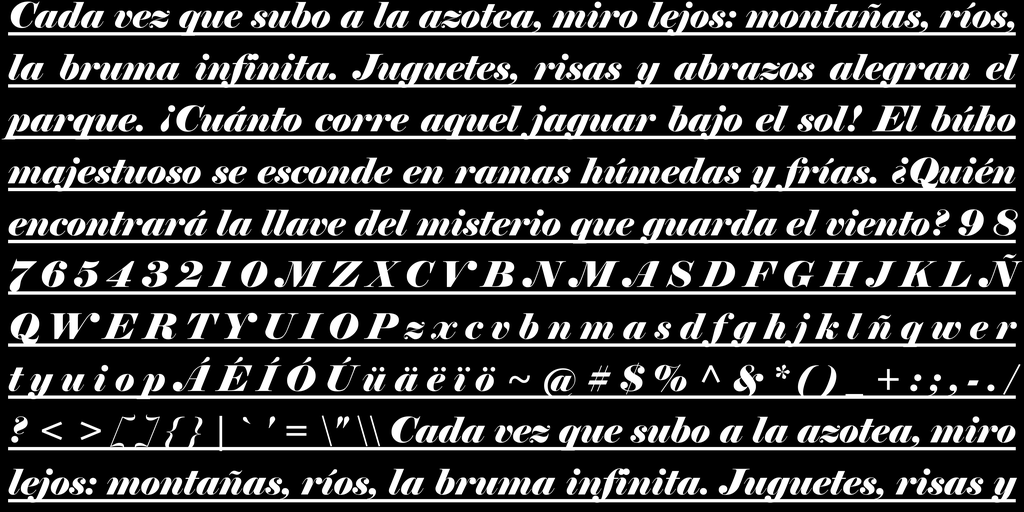 Cada vez que subo a la azotea, miro lejos: montañas, ríos,
la bruma infinita. Juguetes, risas y abrazos alegran el
parque. ¡Cuánto corre aquel jaguar bajo el sol! El búho
majestuoso se esconde en ramas húmedas y frías. ¿Quién
encontrará la llave del misterio que guarda el viento? 9 8
7 6 5 4 3 2 1 0 M Z X C V B N M A S D F G H J K L Ñ
Q W E R T Y U I O P z x c v b n m a s d f g h j k l ñ q w e r
t y u i o p Á É Í Ó Ú ü ä ë ï ö ~ @ # $ % ^ & * ( ) _ + : ; , - . /
? < > [ ] { } | ` ' = \ " \\ Cada vez que subo a la azotea, miro
lejos: montañas, ríos, la bruma infinita. Juguetes, risas y